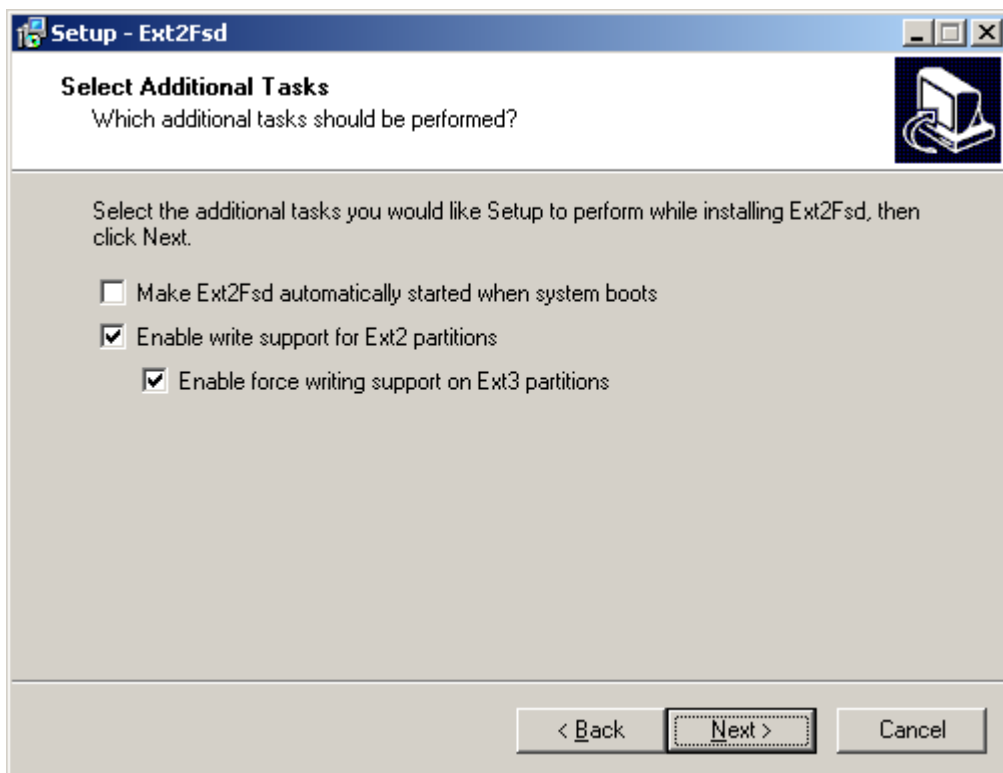 Setup - Ext2Fsd
Select Additional Tasks
Which additional tasks should be performed?
Select the additional tasks you would like Setup to perform while installing Ext2Fsd, then
click Next.
Make Ext2Fsd automatically started when system boots
Enable write support for Ext2 partitions
Enable force writing support on Ext3 partitions
< Back
Next >
Cancel